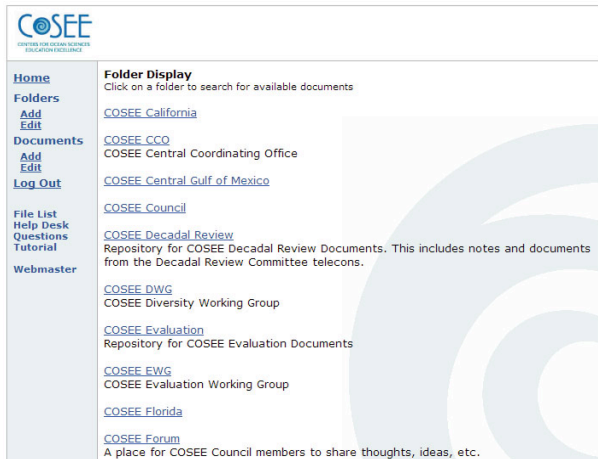 COSEE
CENTERS FOR OCEAN SCIENCES
EDUCATION EXCELLENCE
Home
Folders
Add
Edit
Documents
Add
Edit
Log Out
File List
Help Desk
Questions
Tutorial
Webmaster
Folder Display
Click on a folder to search for available documents
COSEE California
COSEE CCO
COSEE Central Coordinating Office
COSEE Central Gulf of Mexico
COSEE Council
COSEE Decadal Review
Repository for COSEE Decadal Review Documents. This includes notes and documents
from the Decadal Review Committee telecons.
COSEE DWG
COSEE Diversity Working Group
COSEE Evaluation
Repository for COSEE Evaluation Documents
COSEE EWG
COSEE Evaluation Working Group
COSEE Florida
COSEE Forum
A place for COSEE Council members to share thoughts, ideas, etc.